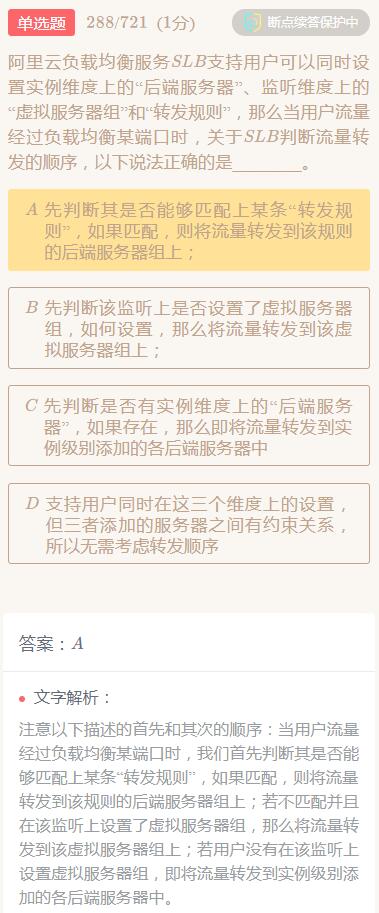 单选题 288/721 (1分) 断点续答保护中
阿里云负载均衡服务SLB支持用户可以同时设
置实例维度上的“后端服务器”、监听维度上的
“虚拟服务器组”和“转发规则”，那么当用户流量
经过负载均衡某端口时，关于SLB判断流量转
发的顺序，以下说法正确的是________。
A 先判断其是否能够匹配上某条“转发规
则”，如果匹配，则将流量转发到该规则
的后端服务器组上；
B 先判断该监听上是否设置了虚拟服务器
组，如何设置，那么将流量转发到该虚
拟服务器组上；
C 先判断是否有实例维度上的“后端服务
器”，如果存在，那么即将流量转发到实
例级别添加的各后端服务器中
D 支持用户同时在这三个维度上的设置，
但三者添加的服务器之间有约束关系，
所以无需考虑转发顺序
答案：A
文字解析：
注意以下描述的首先和其次的顺序：当用户流量
经过负载均衡某端口时，我们首先判断其是否能
够匹配上某条“转发规则”，如果匹配，则将流量
转发到该规则的后端服务器组上；若不匹配并且
在该监听上设置了虚拟服务器组，那么将流量转
发到该虚拟服务器组上；若用户没有在该监听上
设置虚拟服务器组，即将流量转发到实例级别添
加的各后端服务器中。